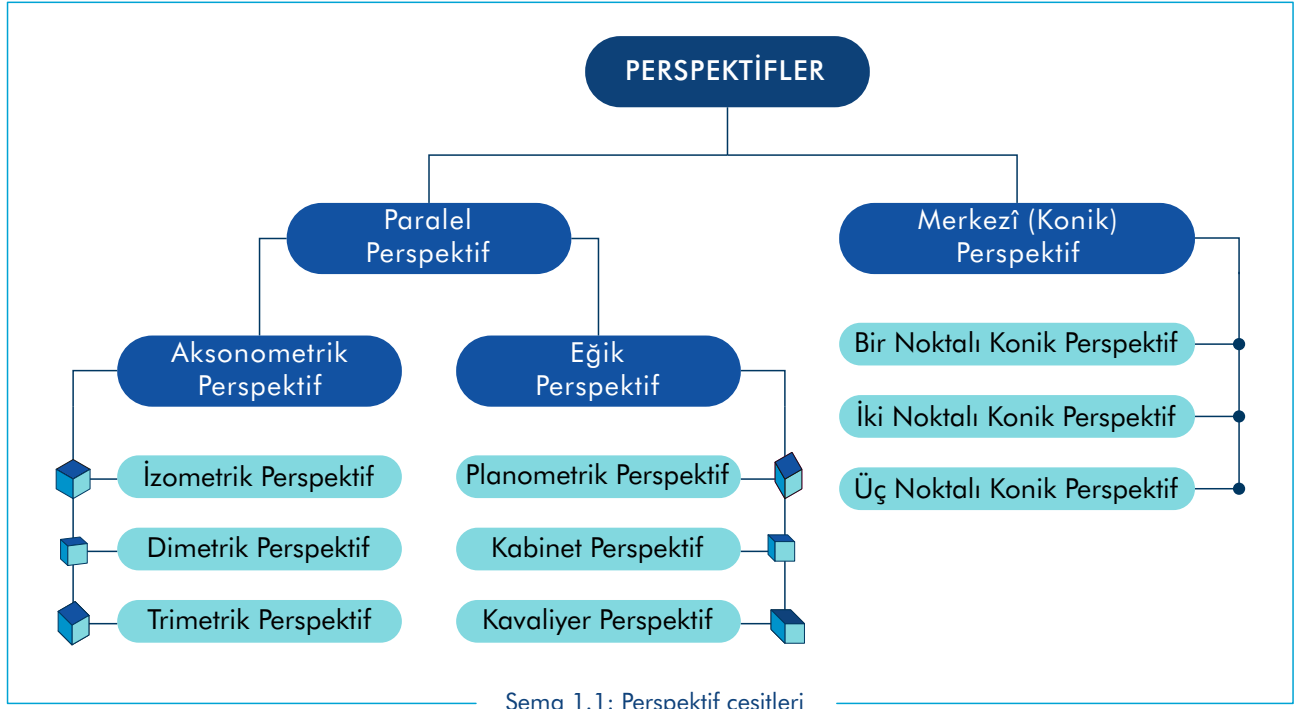 PERSPEKTİFLER
Paralel
Perspektif
Merkezî (Konik)
Perspektif
Aksonometrik
Perspektif
Eğik
Perspektif
Bir Noktalı Konik Perspektif
İki Noktalı Konik Perspektif
Üç Noktalı Konik Perspektif
İzometrik Perspektif
Planometrik Perspektif
Dimetrik Perspektif
Kabinet Perspektif
Trimetrik Perspektif
Kavaliyer Perspektif
Şema 1.1: Perspektif çeşitleri